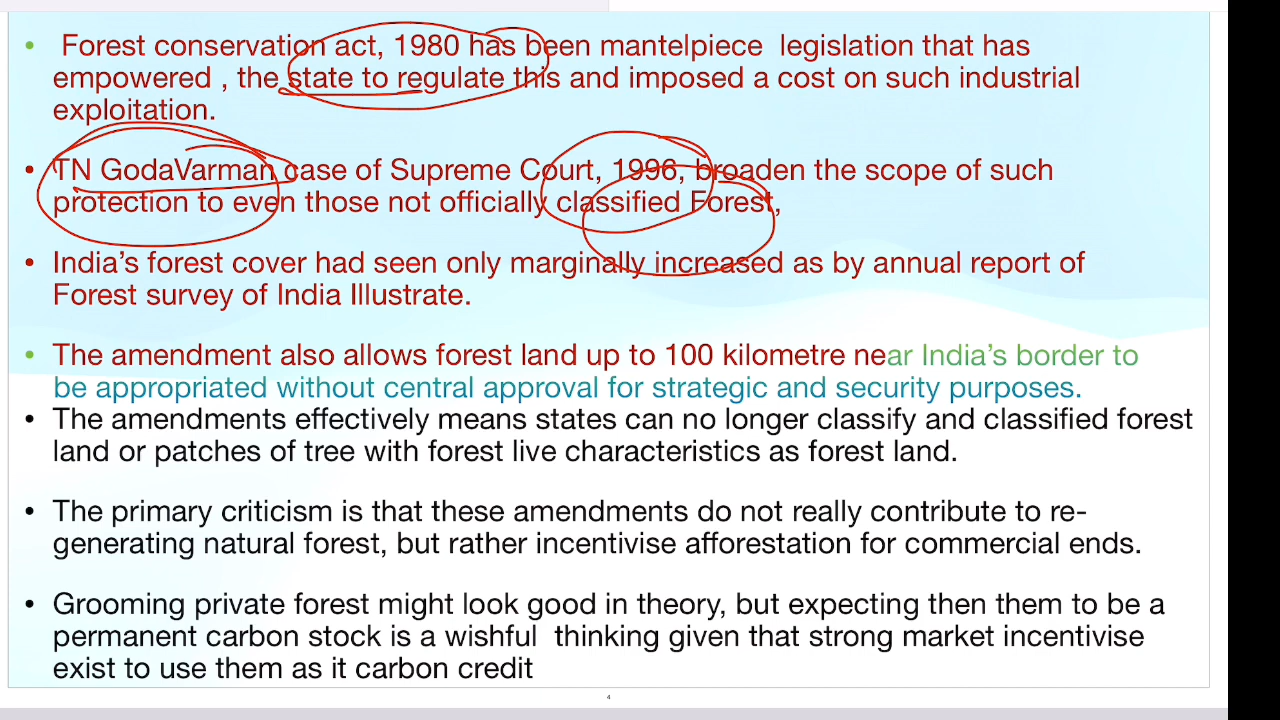 • Forest conservation act, 1980 has been mantelpiece legislation that has
empowered , the state to regulate this and imposed a cost on such industrial
exploitation.
• TN GodaVarman case of Supreme Court, 1996, broaden the scope of such
protection to even those not officially classified Forest,
• India's forest cover had seen only marginally increased as by annual report of
Forest survey of India Illustrate.
• The amendment also allows forest land up to 100 kilometre near India's border to
be appropriated without central approval for strategic and security purposes.
• The amendments effectively means states can no longer classify and classified forest
land or patches of tree with forest live characteristics as forest land.
• The primary criticism is that these amendments do not really contribute to re-
generating natural forest, but rather incentivise afforestation for commercial ends.
• Grooming private forest might look good in theory, but expecting then them to be a
permanent carbon stock is a wishful thinking given that strong market incentivise
exist to use them as it carbon credit
4